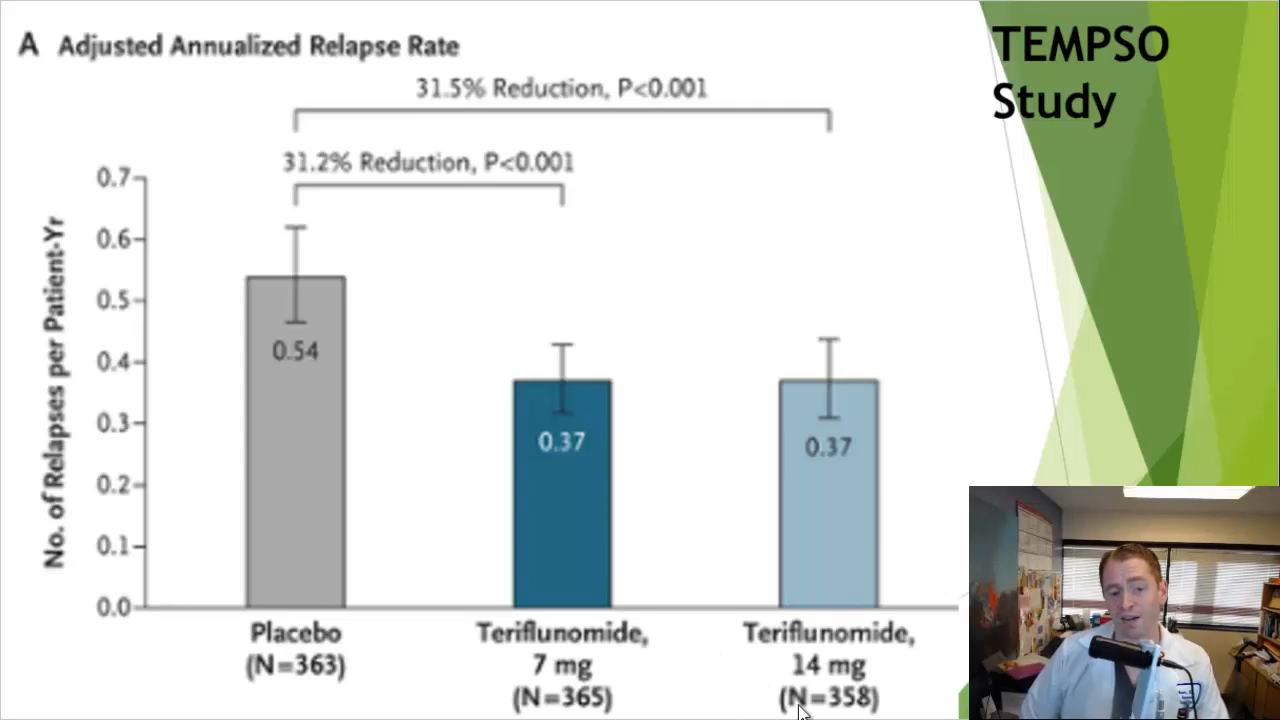 TEMPSO
Study
A Adjusted Annualized Relapse Rate
31.5% Reduction, P<0.001
31.2% Reduction, P<0.001
No. of Relapses per Patient-Yr
0.7
0.6
0.5
0.4
0.3
0.2
0.1
0.0
0.54
0.37
0.37
Placebo
(N=363)
Teriflunomide,
7 mg
(N=365)
Teriflunomide,
14 mg
(N=358)